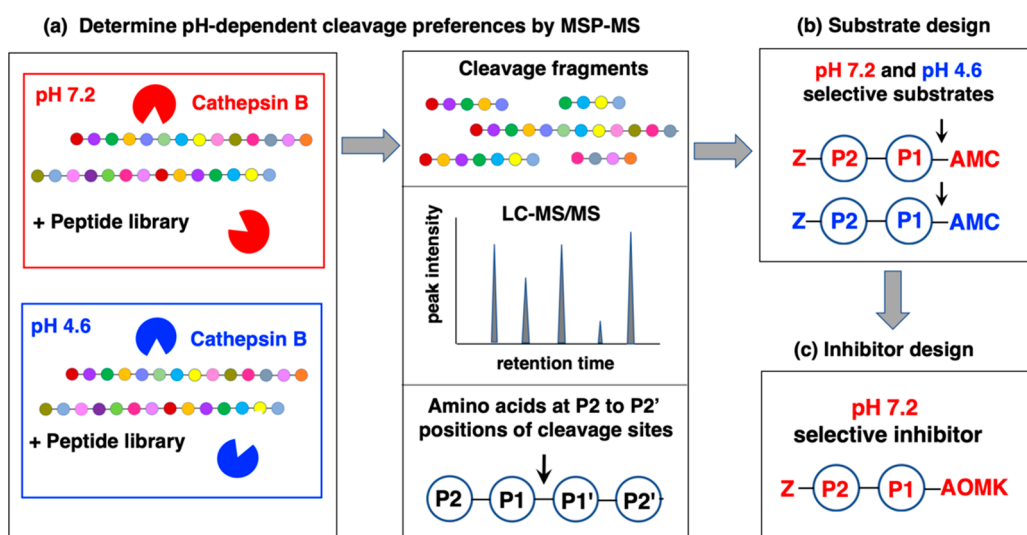 (a) Determine pH-dependent cleavage preferences by MSP-MS
pH 7.2
Cathepsin B
+ Peptide library
pH 4.6
Cathepsin B
+ Peptide library
Cleavage fragments
LC-MS/MS
peak intensity
retention time
Amino acids at P2 to P2'
positions of cleavage sites
P2 P1 P1' P2'
(b) Substrate design
pH 7.2 and pH 4.6
selective substrates
Z P2 P1 AMC
Z P2 P1 AMC
(c) Inhibitor design
pH 7.2
selective inhibitor
Z P2 P1 AOMK